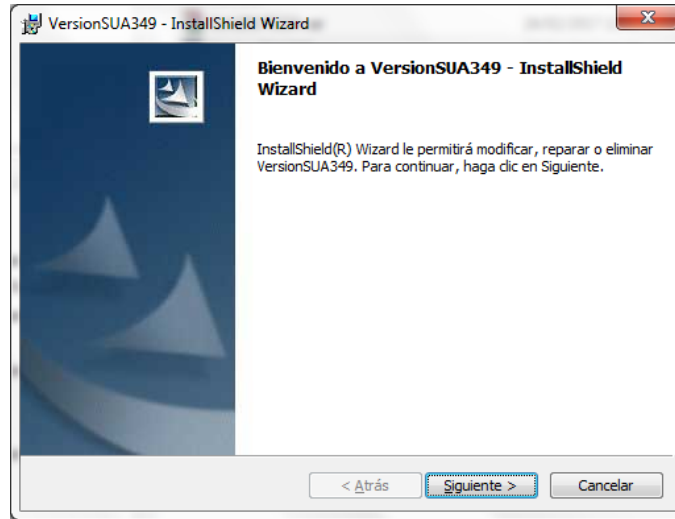 VersionSUA349 - InstallShield Wizard
Bienvenido a VersionSUA349 - InstallShield
Wizard
InstallShield(R) Wizard le permitirá modificar, reparar o eliminar
VersionSUA349. Para continuar, haga clic en Siguiente.
< Atrás
Siguiente >
Cancelar